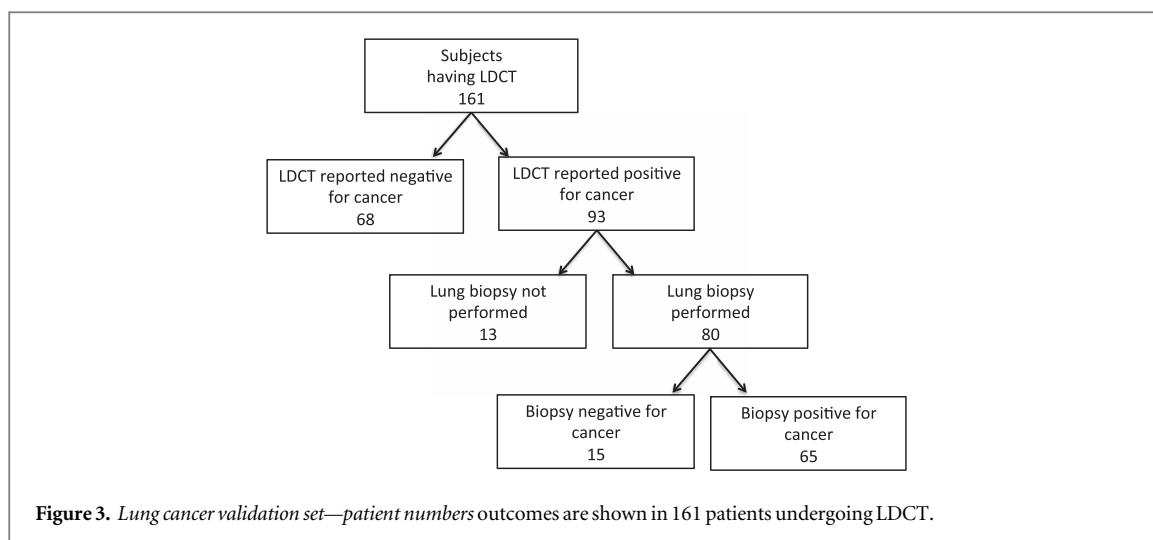 Subjects
having LDCT
161
LDCT reported negative
for cancer
68
LDCT reported positive
for cancer
93
Lung biopsy not
performed
13
Lung biopsy
performed
80
Biopsy negative for
cancer
15
Biopsy positive for
cancer
65
Figure 3. Lung cancer validation set—patient numbers outcomes are shown in 161 patients undergoing LDCT.